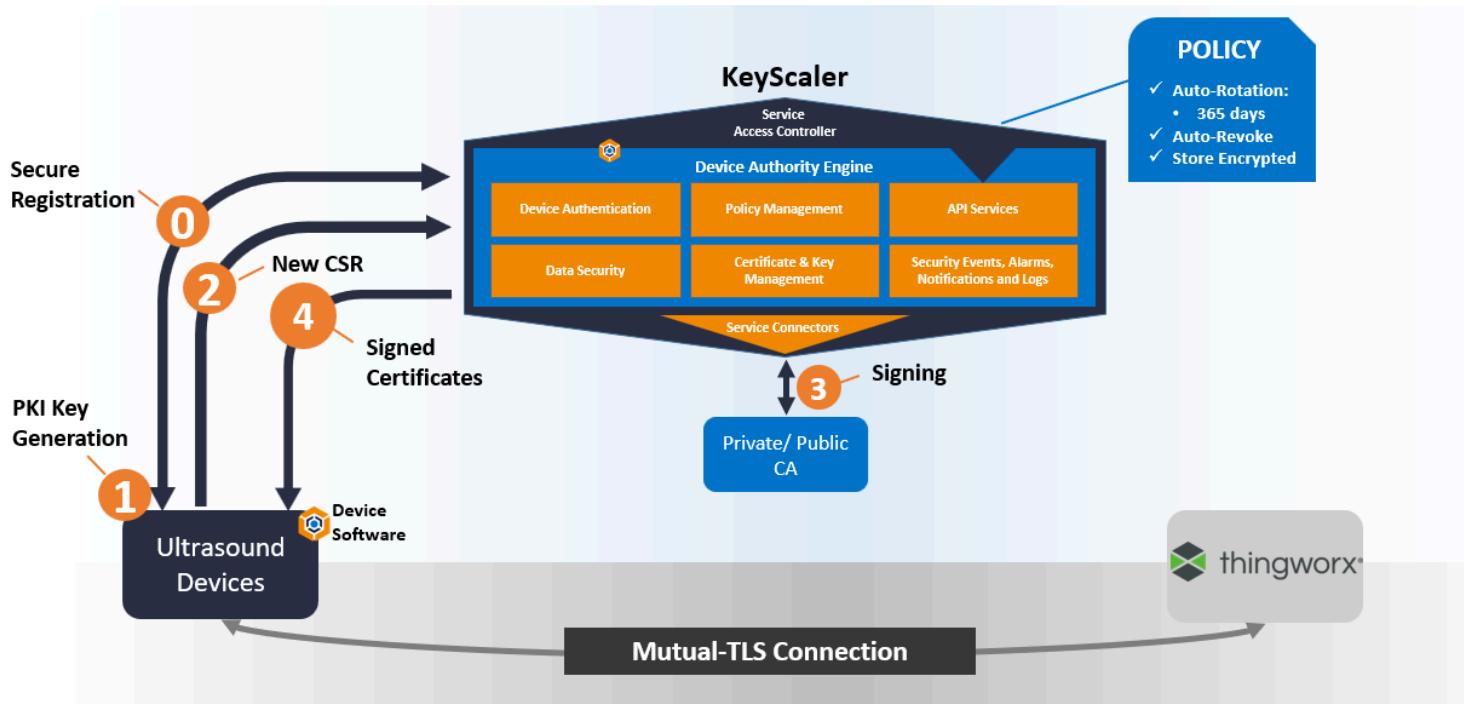 KeyScaler
Service
Access Controller
Device Authority Engine
Device Authentication
Policy Management
API Services
Data Security
Certificate & Key
Management
Security Events, Alarms,
Notifications and Logs
Service Connectors
POLICY
✓ Auto-Rotation:
• 365 days
✓ Auto-Revoke
✓ Store Encrypted
Secure
Registration
0
2
New CSR
4
Signed
Certificates
3
Signing
Private/ Public
CA
PKI Key
Generation
1
Device
Software
Ultrasound
Devices
thingworx®
Mutual-TLS Connection